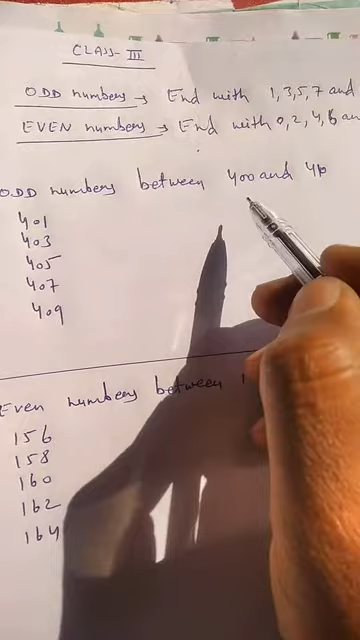 CLASS-III
ODD numbers → End with 1,3,5,7 and
EVEN numbers → End with 0,2,4,6 an
ODD numbers between 400 and
401
403
405
407
409
Even numbers between
156
158
160
162
164